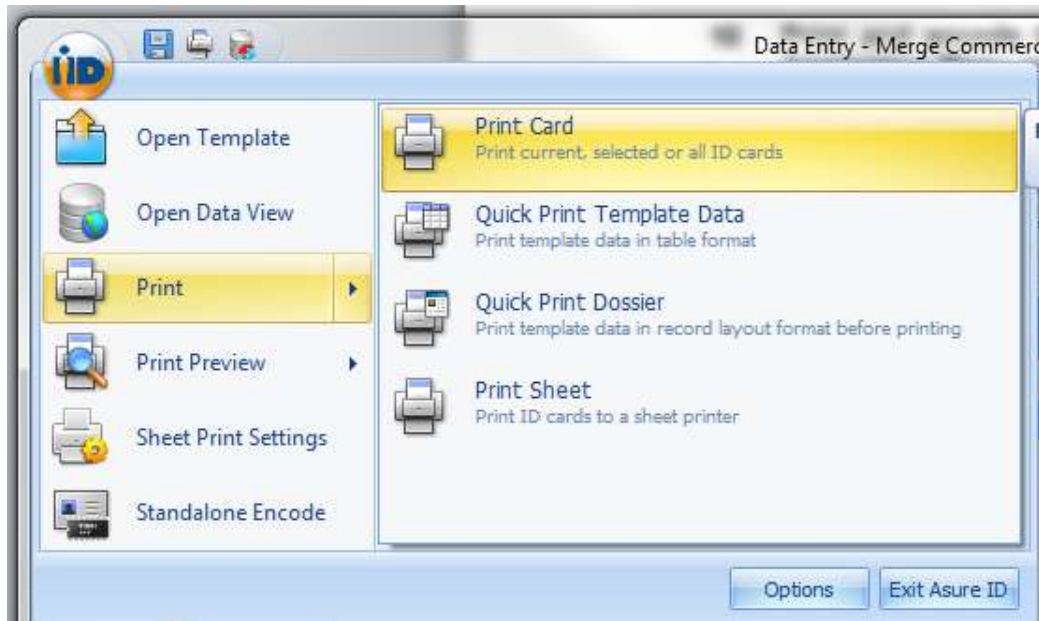 iiD
Data Entry - Merge Commerc
Open Template
Open Data View
Print
Print Preview
Sheet Print Settings
Standalone Encode
Print Card
Print current, selected or all ID cards
Quick Print Template Data
Print template data in table format
Quick Print Dossier
Print template data in record layout format before printing
Print Sheet
Print ID cards to a sheet printer
Options
Exit Asure ID